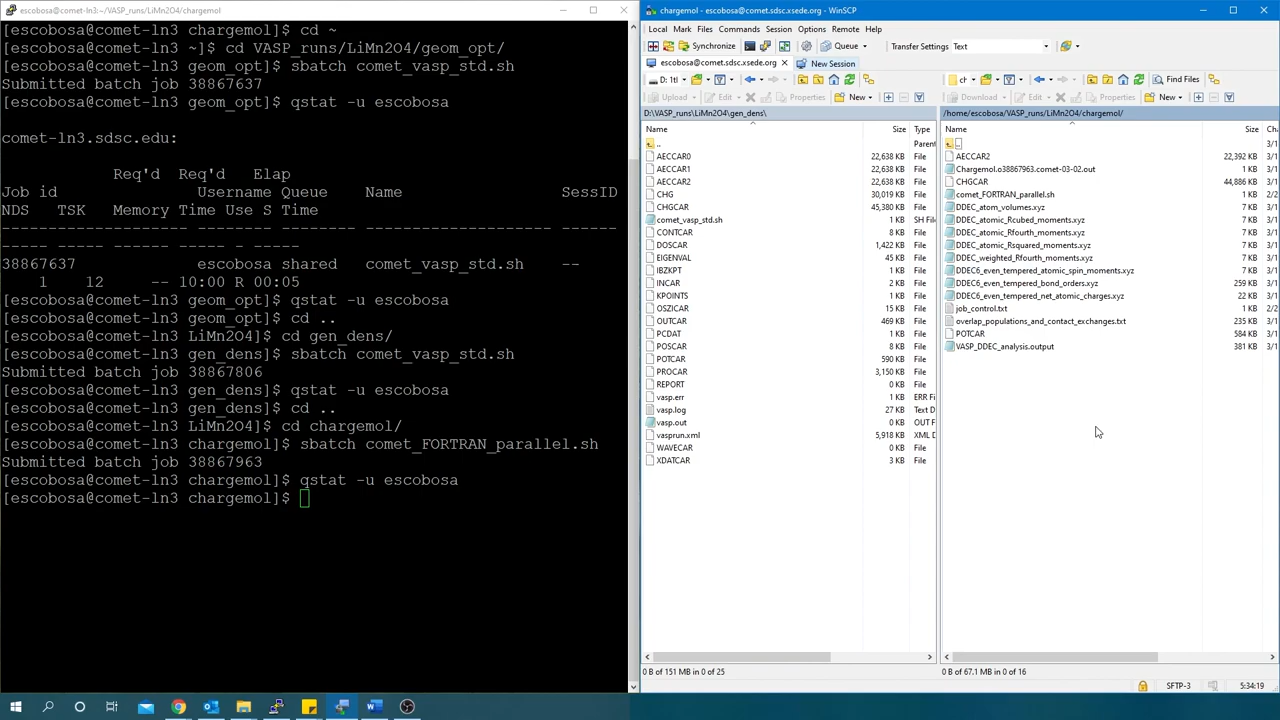 escobosa@comet-ln3:~/VASP_runs/LiMn2O4/chargemol
[escobosa@comet-ln3 chargemol]$ cd ~
[escobosa@comet-ln3 ~]$ cd VASP_runs/LiMn2O4/geom_opt/
[escobosa@comet-ln3 geom_opt]$ sbatch comet_vasp_std.sh
Submitted batch job 38867637
[escobosa@comet-ln3 geom_opt]$ qstat -u escobosa
comet-ln3.sdsc.edu:
Req'd Req'd Elap
Job id Username Queue Name SessID
NDS TSK Memory Time Use S Time
38867637 escobosa shared comet_vasp_std.sh --
1 12 -- 10:00 R 00:05
[escobosa@comet-ln3 geom_opt]$ qstat -u escobosa
[escobosa@comet-ln3 geom_opt]$ cd ..
[escobosa@comet-ln3 LiMn2O4]$ cd gen_dens/
[escobosa@comet-ln3 gen_dens]$ sbatch comet_vasp_std.sh
Submitted batch job 38867806
[escobosa@comet-ln3 gen_dens]$ qstat -u escobosa
[escobosa@comet-ln3 gen_dens]$ cd ..
[escobosa@comet-ln3 LiMn2O4]$ cd chargemol/
[escobosa@comet-ln3 chargemol]$ sbatch comet_FORTRAN_parallel.sh
Submitted batch job 38867963
[escobosa@comet-ln3 chargemol]$ qstat -u escobosa
[escobosa@comet-ln3 chargemol]$
chargemol - escobosa@comet.sdsc.xsede.org - WinSCP
Local Mark Files Commands Session Options Remote Help
Synchronize Queue Transfer Settings Text
escobosa@comet.sdsc.xsede.org New Session
Upload Edit Properties New
D:\VASP_runs\LiMn2O4\gen_dens\
Name Size Type
..
AECCAR0 22,638 KB File
AECCAR1 22,638 KB File
AECCAR2 22,638 KB File
CHG 30,019 KB File
CHGCAR 45,380 KB File
comet_vasp_std.sh 1 KB SH File
CONTCAR 8 KB File
DOSCAR 1,422 KB File
EIGENVAL 45 KB File
IBZKPT 1 KB File
INCAR 2 KB File
KPOINTS 1 KB File
OSZICAR 15 KB File
OUTCAR 469 KB File
PCDAT 1 KB File
POSCAR 8 KB File
POTCAR 590 KB File
PROCAR 3,150 KB File
REPORT 0 KB File
vasp.err 1 KB ERR Fi
vasp.log 27 KB Text D
vasp.out 0 KB OUT F
vasprun.xml 5,918 KB XML D
WAVECAR 0 KB File
XDATCAR 3 KB File
0 B of 151 MB in 0 of 25
Find Files
Download Edit Properties New
/home/escobosa/VASP_runs/LiMn2O4/chargemol/
Name Size
..
AECCAR2 22,392 KB
Chargemol.o38867963.comet-03-02.out 0 KB
CHGCAR 44,886 KB
comet_FORTRAN_parallel.sh 1 KB
DDEC_atom_volumes.xyz 7 KB
DDEC_atomic_Rcubed_moments.xyz 7 KB
DDEC_atomic_Rfourth_moments.xyz 7 KB
DDEC_atomic_Rsquared_moments.xyz 7 KB
DDEC_weighted_Rfourth_moments.xyz 7 KB
DDEC6_even_tempered_atomic_spin_moments.xyz 7 KB
DDEC6_even_tempered_bond_orders.xyz 259 KB
DDEC6_even_tempered_net_atomic_charges.xyz 22 KB
job_control.txt 1 KB
overlap_populations_and_contact_exchanges.txt 235 KB
POTCAR 584 KB
VASP_DDEC_analysis.output 381 KB
0 B of 67.1 MB in 0 of 16
SFTP-3 5:34:19